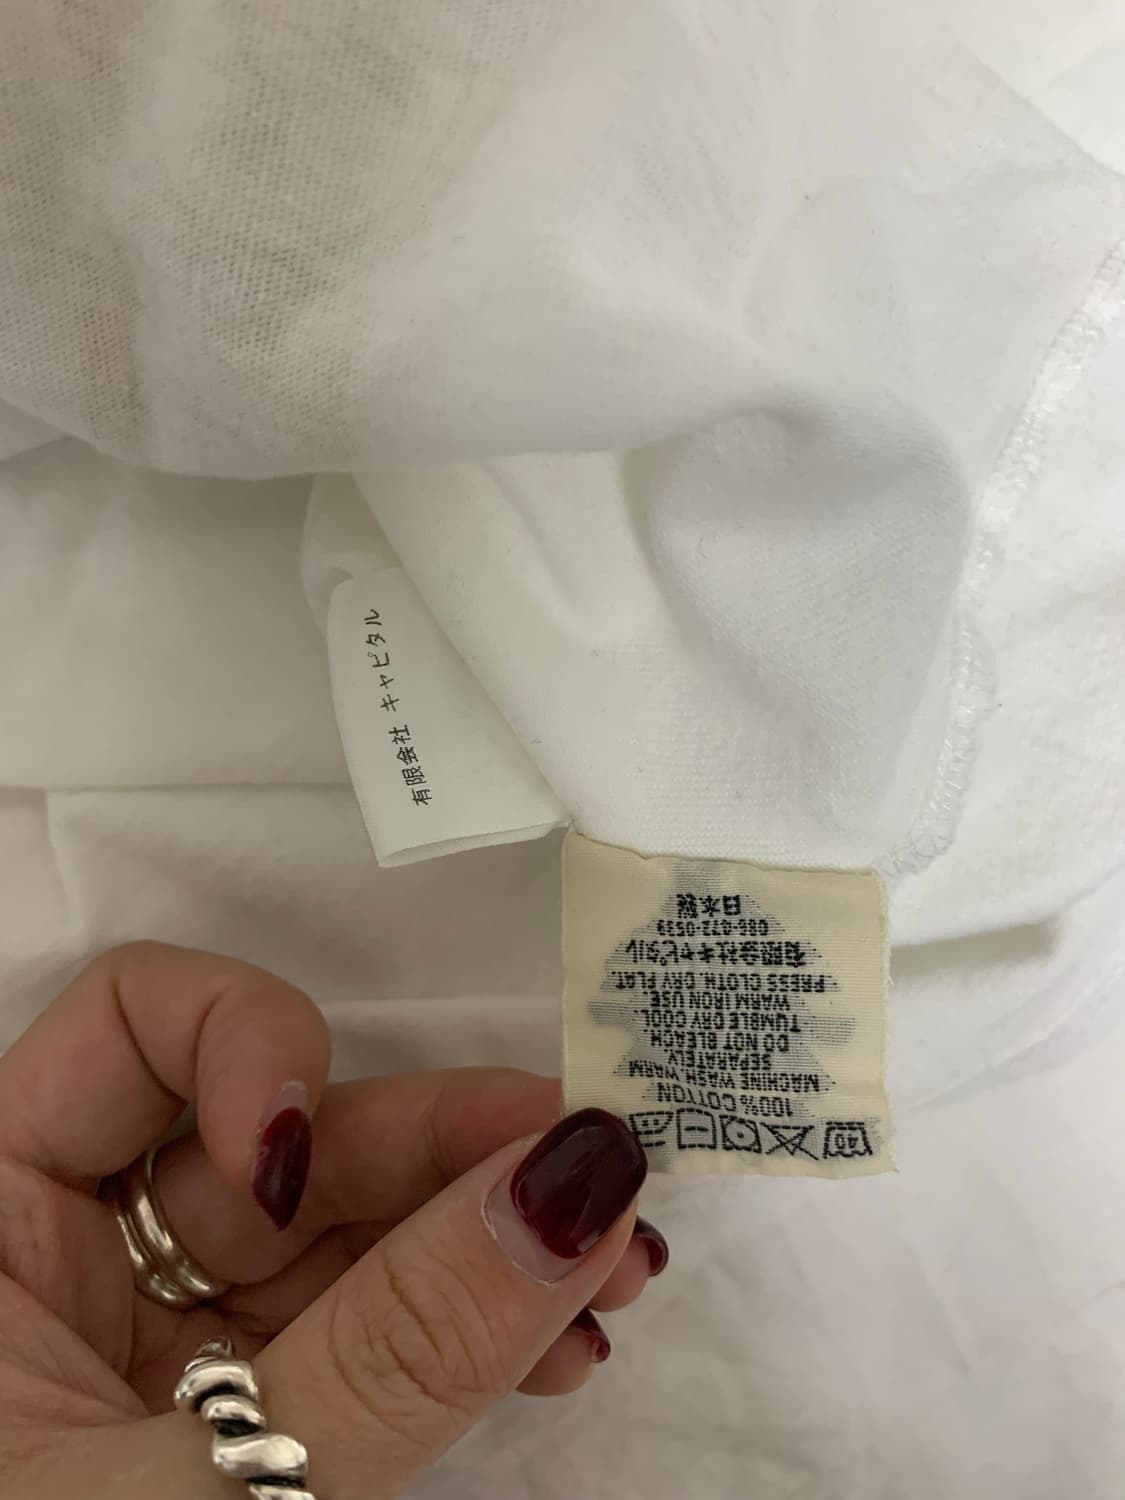 有限会社 キャピタル
40
100% COTTON
MACHINE WASH WARM
SEPARATELY
DO NOT BLEACH.
TUMBLE DRY COOL.
WARM IRON USE
PRESS CLOTH. DRY FLAT.
有限会社キャピタル
086-472-0539
日本製